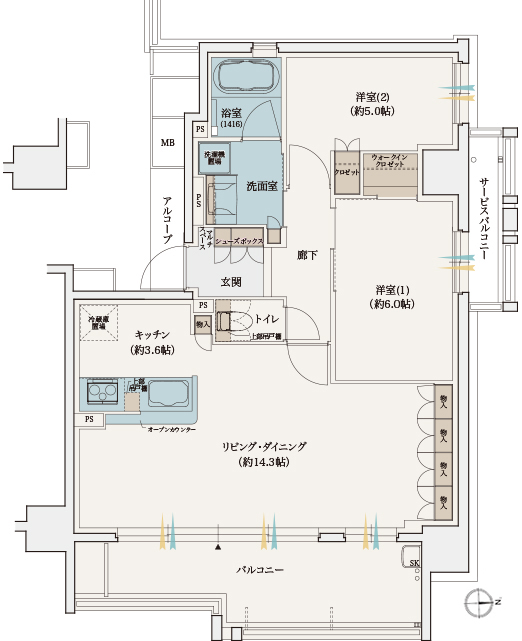 洋室(2)
(約5.0帖)
浴室
(1416)
PS
MB
洗濯機
置場
洗面室
クロゼット
ウォークイン
クロゼット
サービスバルコニー
PS
アルコーブ
マルチ
スペース
シューズボックス
廊下
玄関
洋室(1)
(約6.0帖)
PS
トイレ
物入
上部吊戸棚
冷蔵庫
置場
キッチン
(約3.6帖)
上部
吊戸棚
PS
オープンカウンター
物入
物入
物入
物入
リビング・ダイニング
(約14.3帖)
バルコニー
SK
N